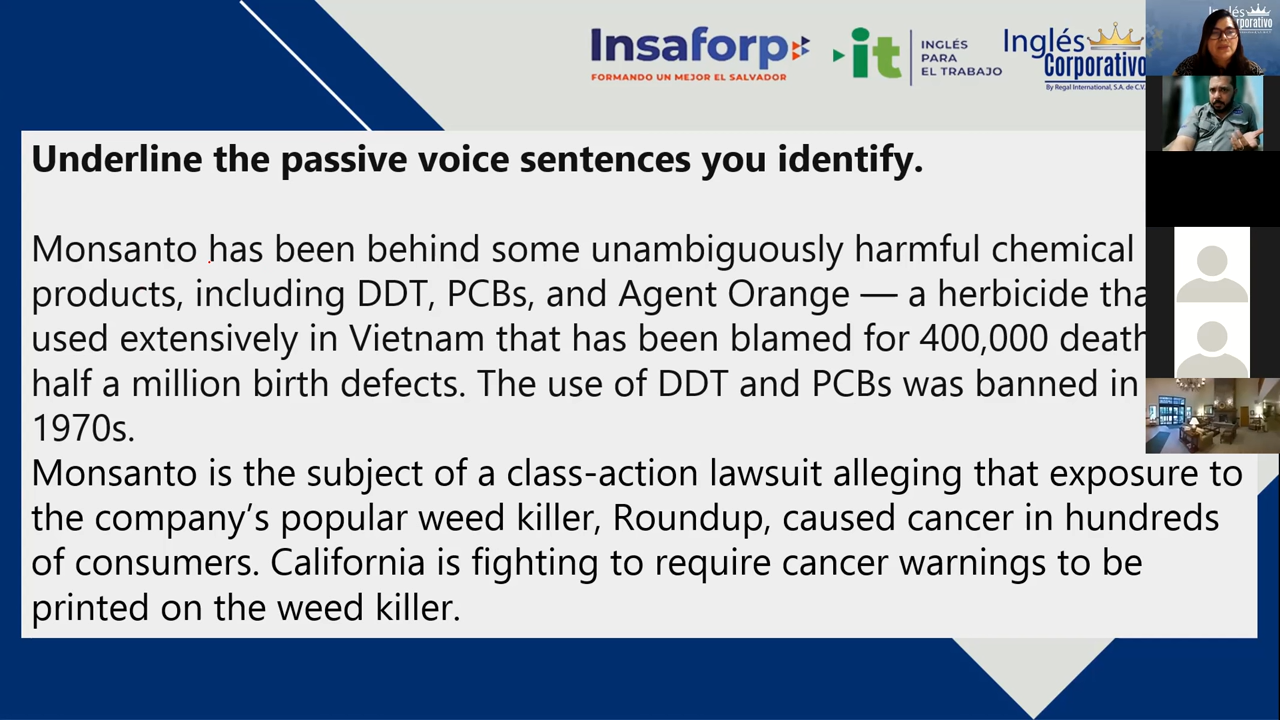 Insaforp
FORMANDO UN MEJOR EL SALVADOR
it
INGLÉS
PARA
EL TRABAJO
Inglés
Corporativo
By Regal International, S.A. de C.V.
Underline the passive voice sentences you identify.
Monsanto has been behind some unambiguously harmful chemical
products, including DDT, PCBs, and Agent Orange — a herbicide
used extensively in Vietnam that has been blamed for 400,000
half a million birth defects. The use of DDT and PCBs was banned in
1970s.
Monsanto is the subject of a class-action lawsuit alleging that exposure to
the company’s popular weed killer, Roundup, caused cancer in hundreds
of consumers. California is fighting to require cancer warnings to be
printed on the weed killer.